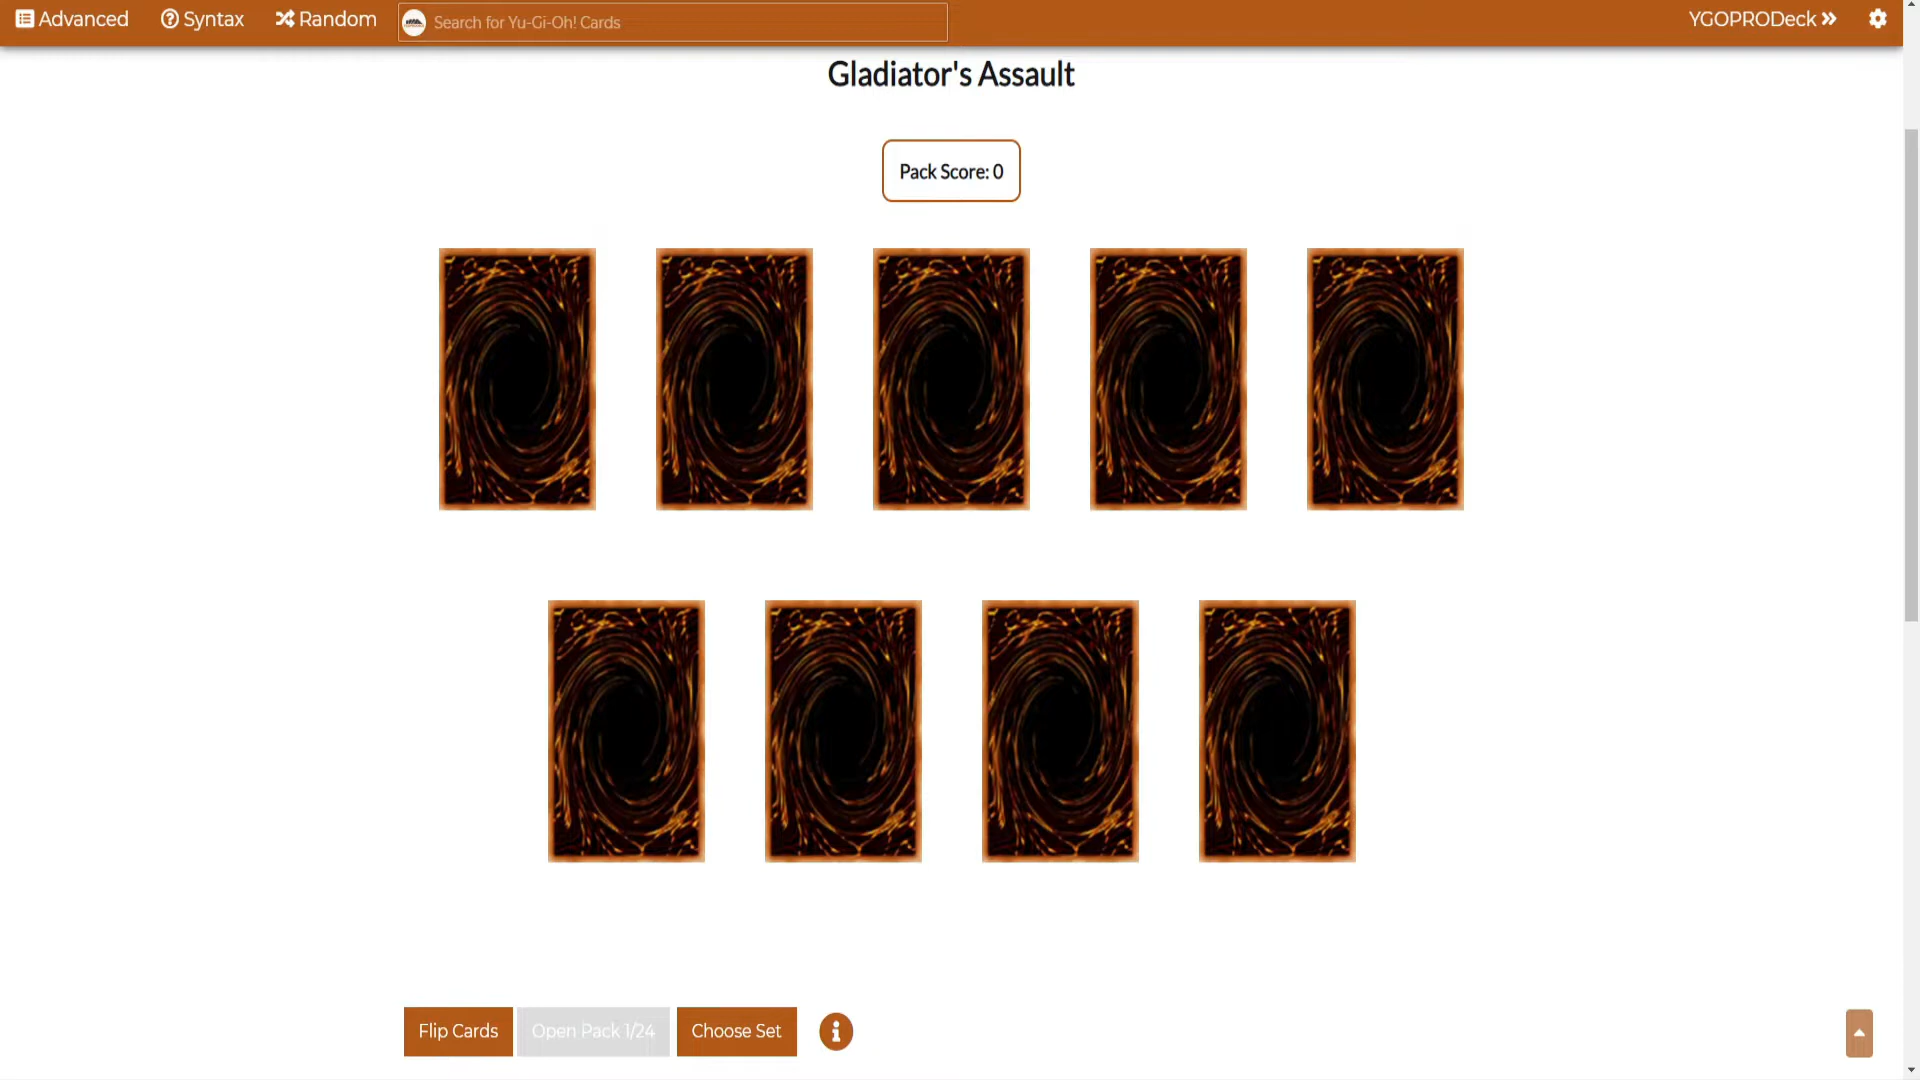 Advanced
Syntax
Random
Search for Yu-Gi-Oh! Cards
YGOPRODeck
Gladiator's Assault
Pack Score: 0
Flip Cards
Open Pack 1/24
Choose Set